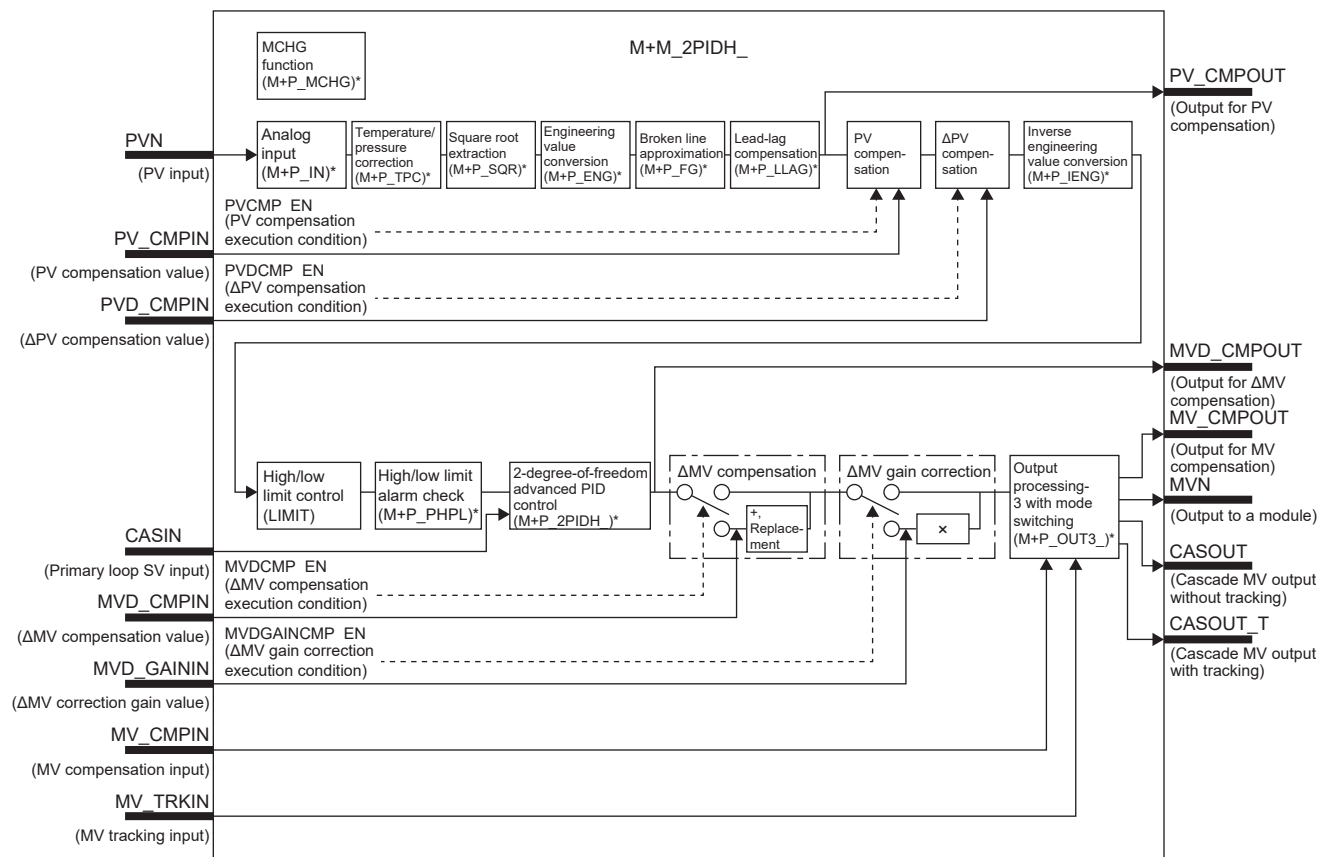 M+M_2PIDH_
MCHG
function
(M+P_MCHG)*
PV_CMPOUT
(Output for PV
compensation)
PVN
(PV input)
Analog
input
(M+P_IN)*
Temperature/
pressure
correction
(M+P_TPC)*
Square root
extraction
(M+P_SQR)*
Engineering
value
conversion
(M+P_ENG)*
Broken line
approximation
(M+P_FG)*
Lead-lag
compensation
(M+P_LLAG)*
PV
compen-
sation
ΔPV
compen-
sation
Inverse
engineering
value conversion
(M+P_IENG)*
PVCMP_EN
(PV compensation
execution condition)
PV_CMPIN
(PV compensation value)
PVDCMP_EN
(ΔPV compensation
execution condition)
PVD_CMPIN
(ΔPV compensation value)
MVD_CMPOUT
(Output for ΔMV
compensation)
MV_CMPOUT
(Output for MV
compensation)
MVN
(Output to a module)
CASOUT
(Cascade MV output
without tracking)
CASOUT_T
(Cascade MV output
with tracking)
High/low
limit control
(LIMIT)
High/low limit
alarm check
(M+P_PHPL)*
2-degree-of-freedom
advanced PID
control
(M+P_2PIDH_)*
ΔMV compensation
+,
Replace-
ment
ΔMV gain correction
×
Output
processing-
3 with mode
switching
(M+P_OUT3_)*
CASIN
(Primary loop SV input)
MVDCMP_EN
(ΔMV compensation
execution condition)
MVD_CMPIN
(ΔMV compensation value)
MVDGAINCMP_EN
(ΔMV gain correction
execution condition)
MVD_GAININ
(ΔMV correction gain value)
MV_CMPIN
(MV compensation input)
MV_TRKIN
(MV tracking input)